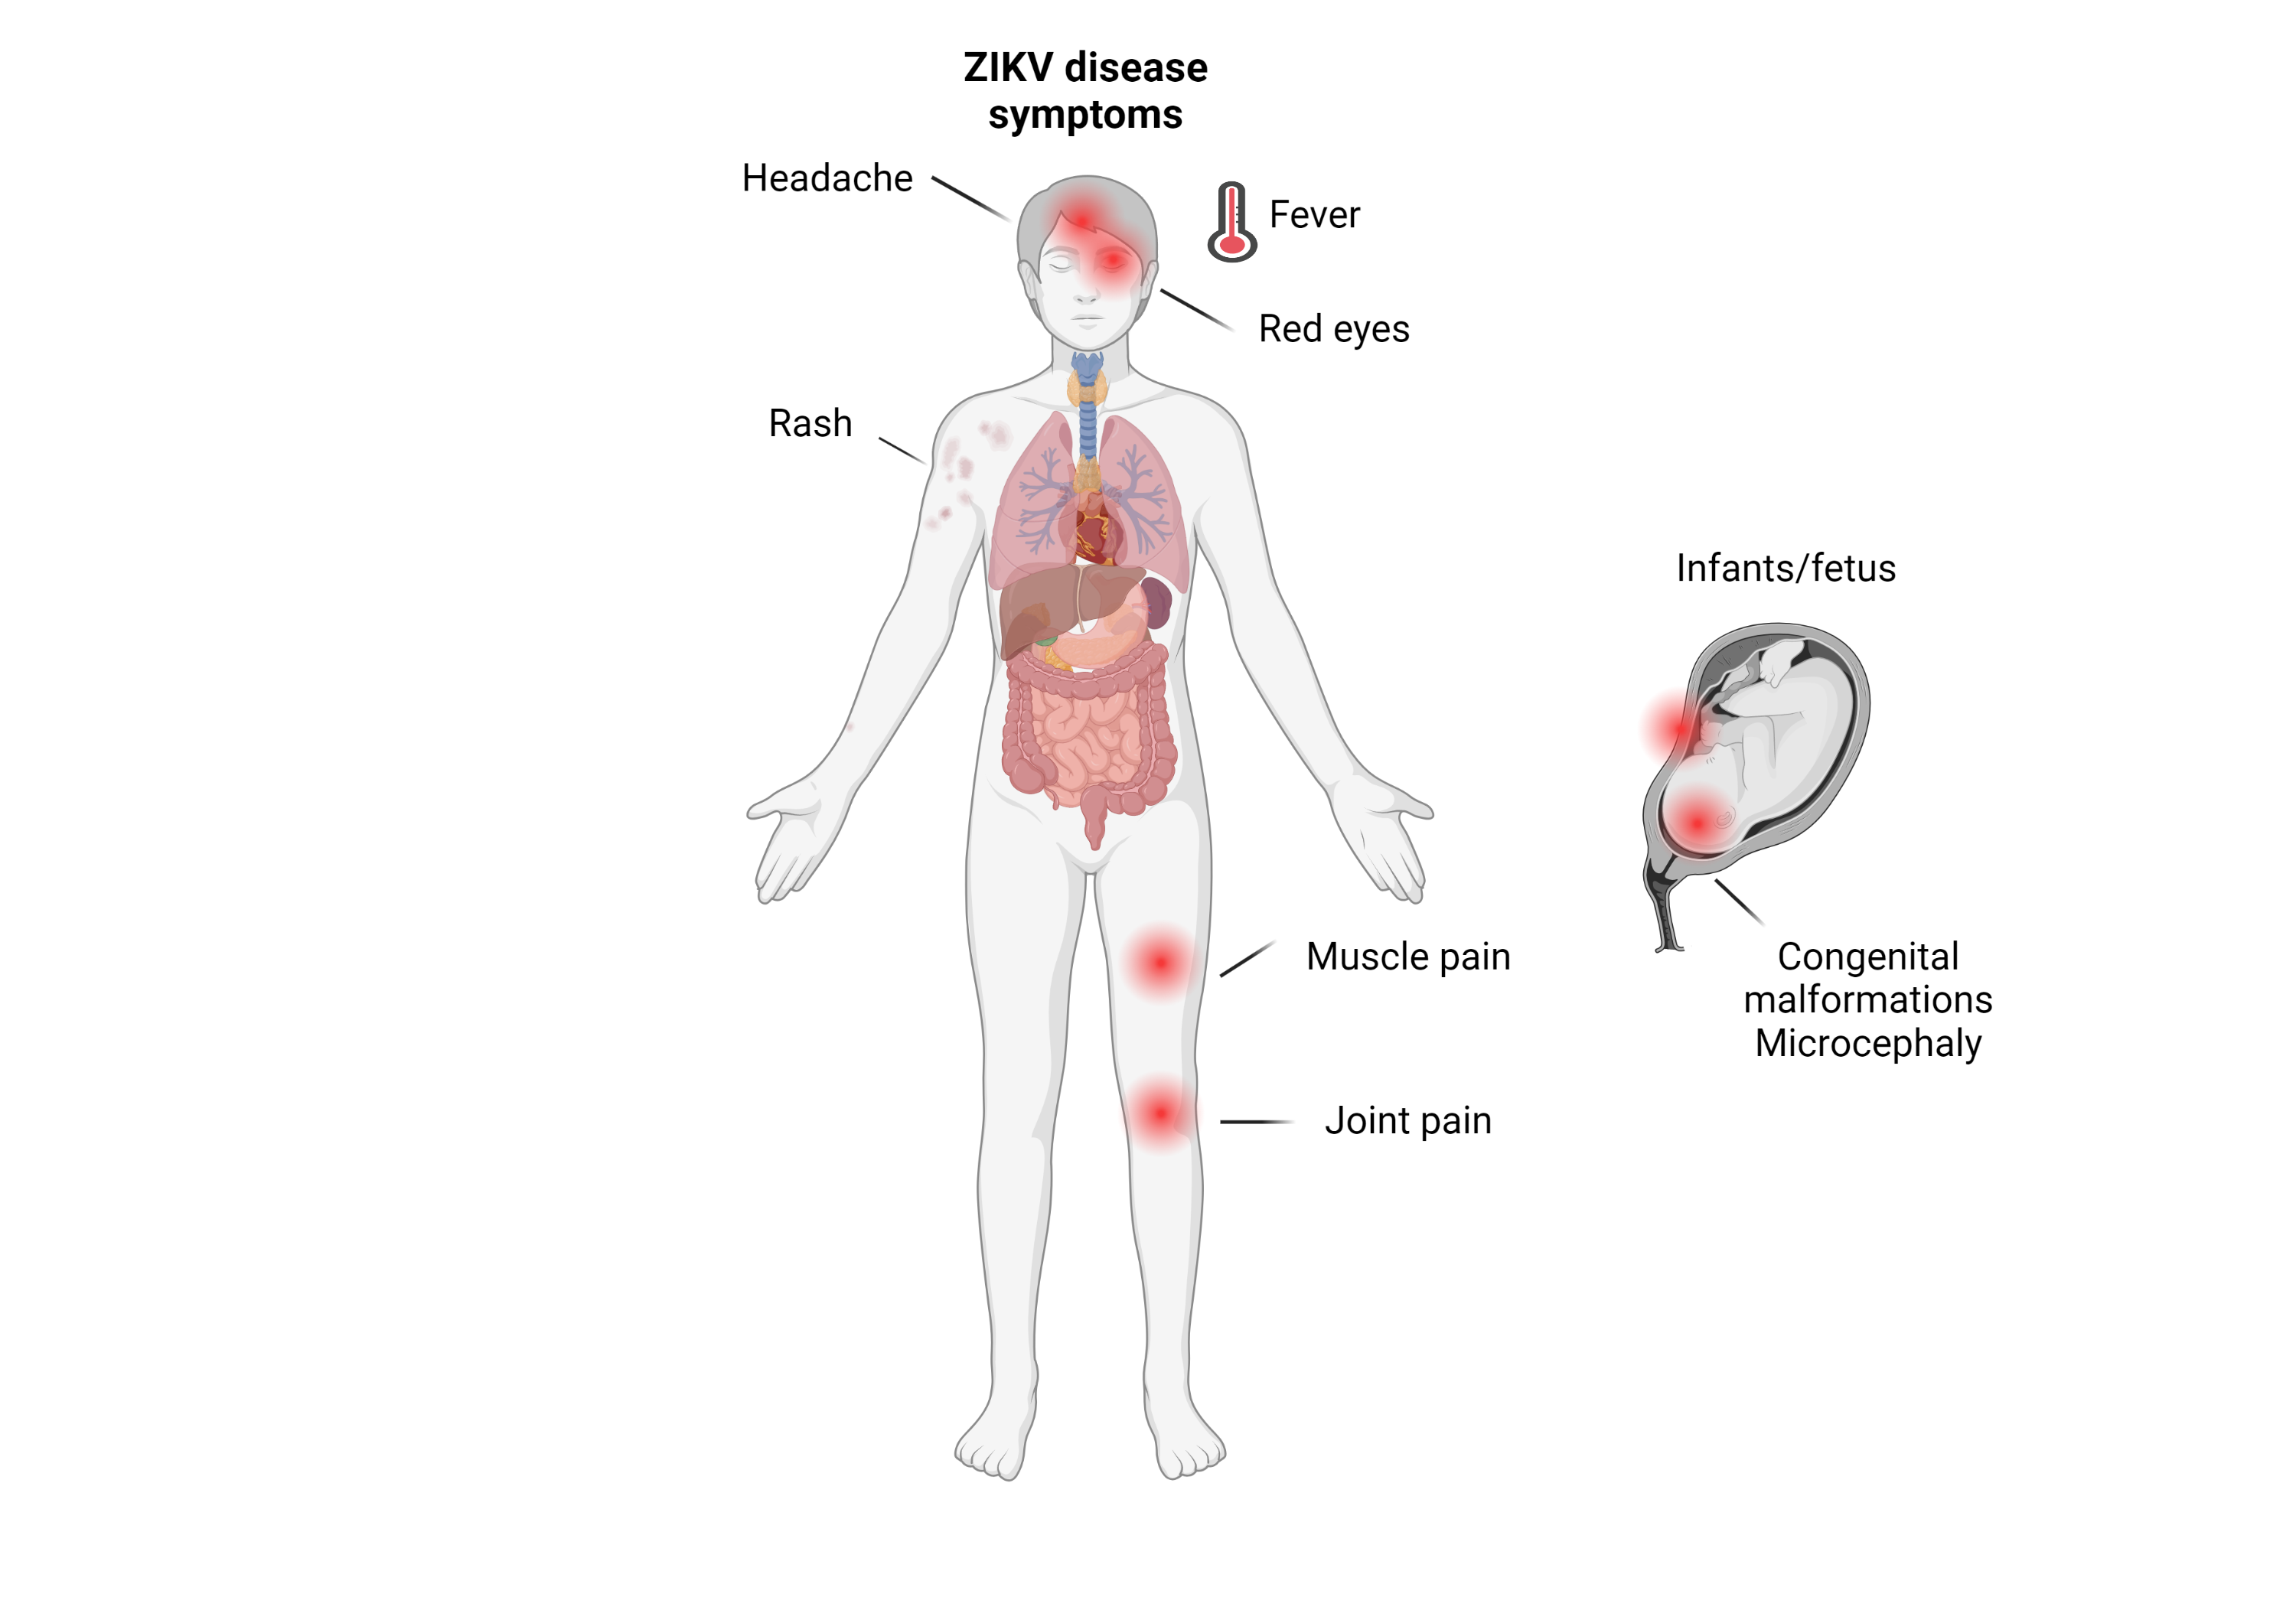 ZIKV disease
symptoms
Headache
Fever
Red eyes
Rash
Infants/fetus
Muscle pain
Joint pain
Congenital
malformations
Microcephaly